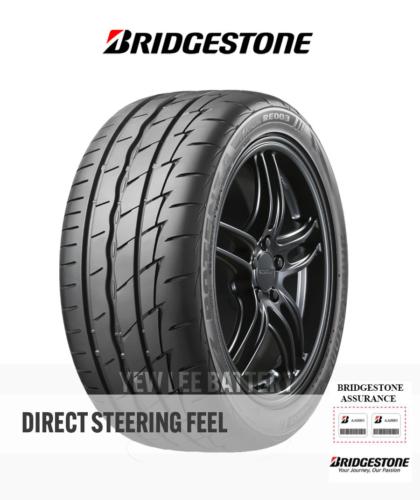 BRIDGESTONE
RE003
YEW LEE BATTERY
DIRECT STEERING FEEL
BRIDGESTONE
ASSURANCE
BRIDGESTONE
Your Journey, Our Passion